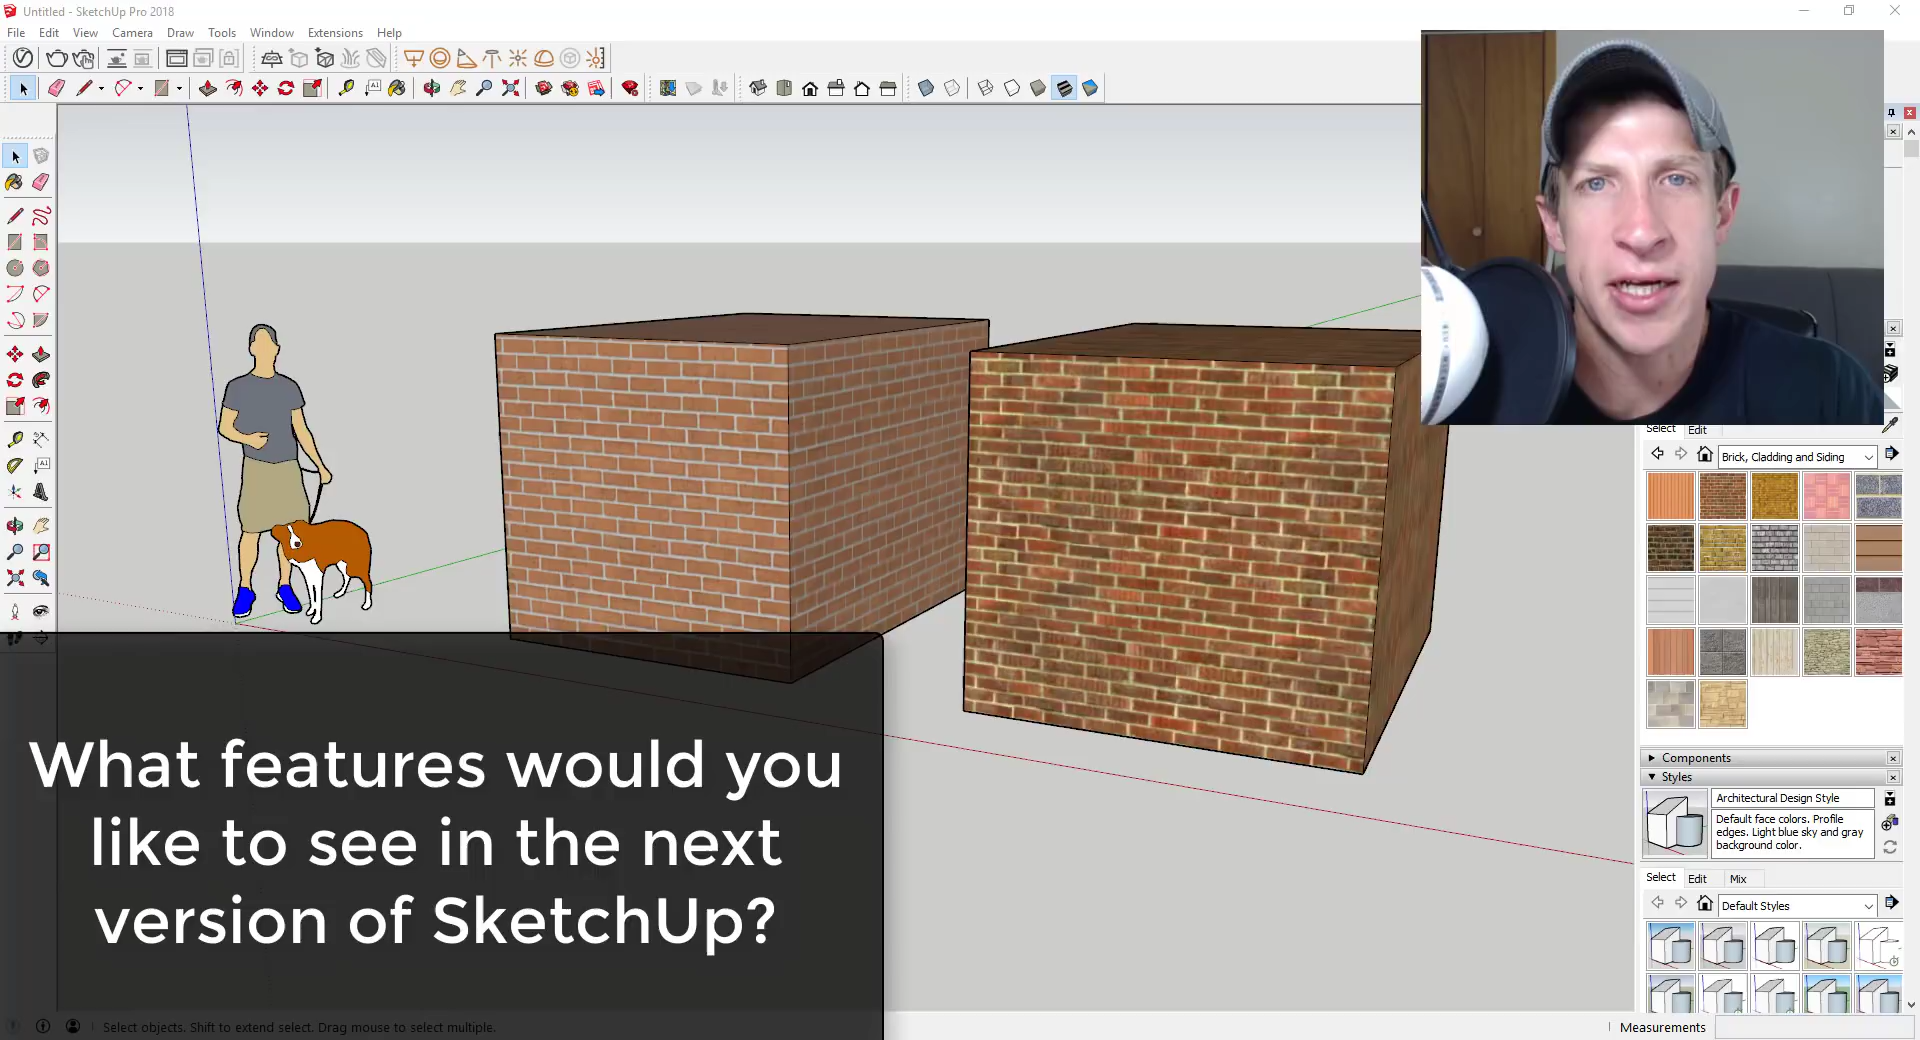 Untitled - SketchUp Pro 2018
File Edit View Camera Draw Tools Window Extensions Help
Select Edit
Brick, Cladding and Siding
Components
Styles
Architectural Design Style
Default face colors. Profile
edges. Light blue sky and gray
background color.
Select Edit Mix
Default Styles
What features would you
like to see in the next
version of SketchUp?
Select objects. Shift to extend select. Drag mouse to select multiple.
Measurements